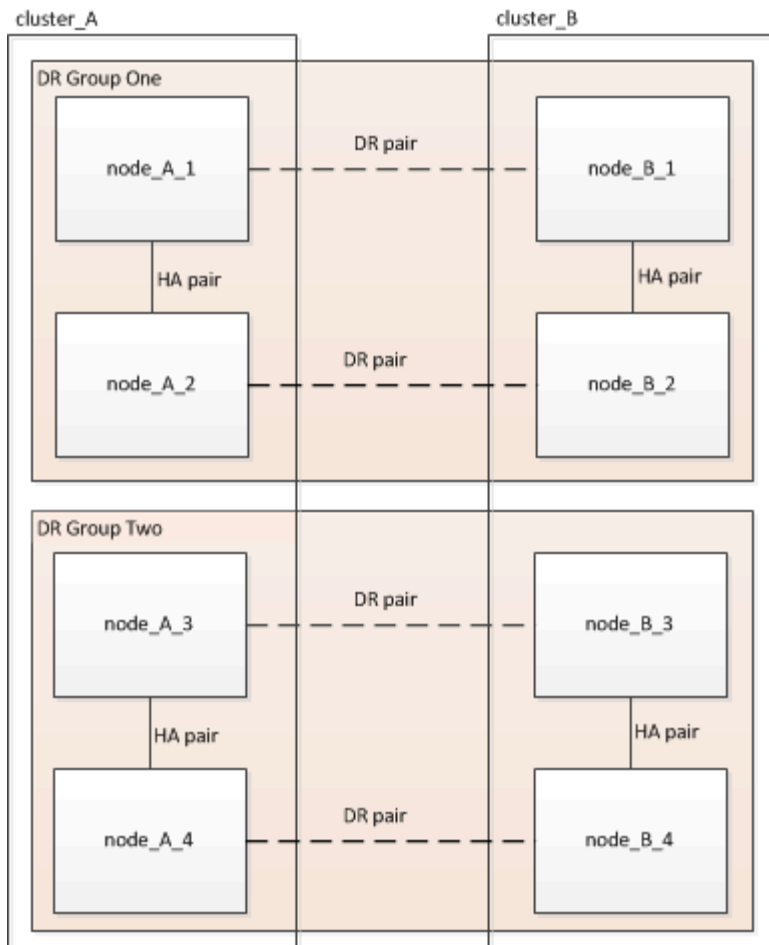 cluster_A
cluster_B
DR Group One
node_A_1
DR pair
node_B_1
HA pair
HA pair
node_A_2
DR pair
node_B_2
DR Group Two
node_A_3
DR pair
node_B_3
HA pair
HA pair
node_A_4
DR pair
node_B_4